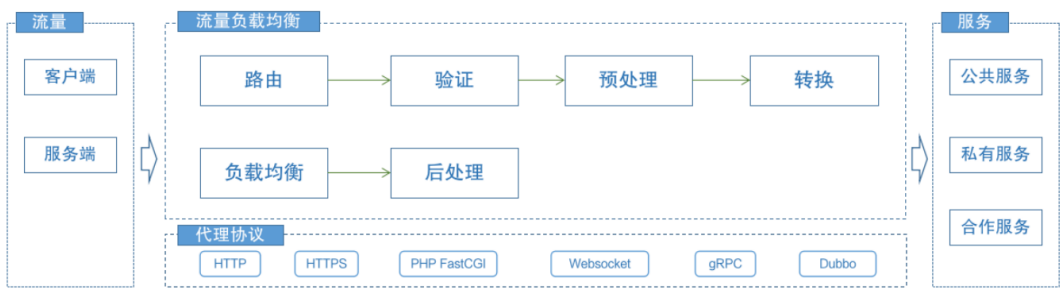 流量
客户端
服务端
流量负载均衡
路由
验证
预处理
转换
负载均衡
后处理
代理协议
HTTP
HTTPS
PHP FastCGI
Websocket
gRPC
Dubbo
服务
公共服务
私有服务
合作服务